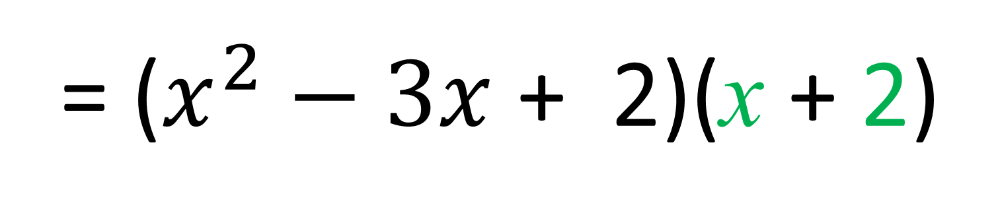 = (x² − 3x + 2)(x + 2)